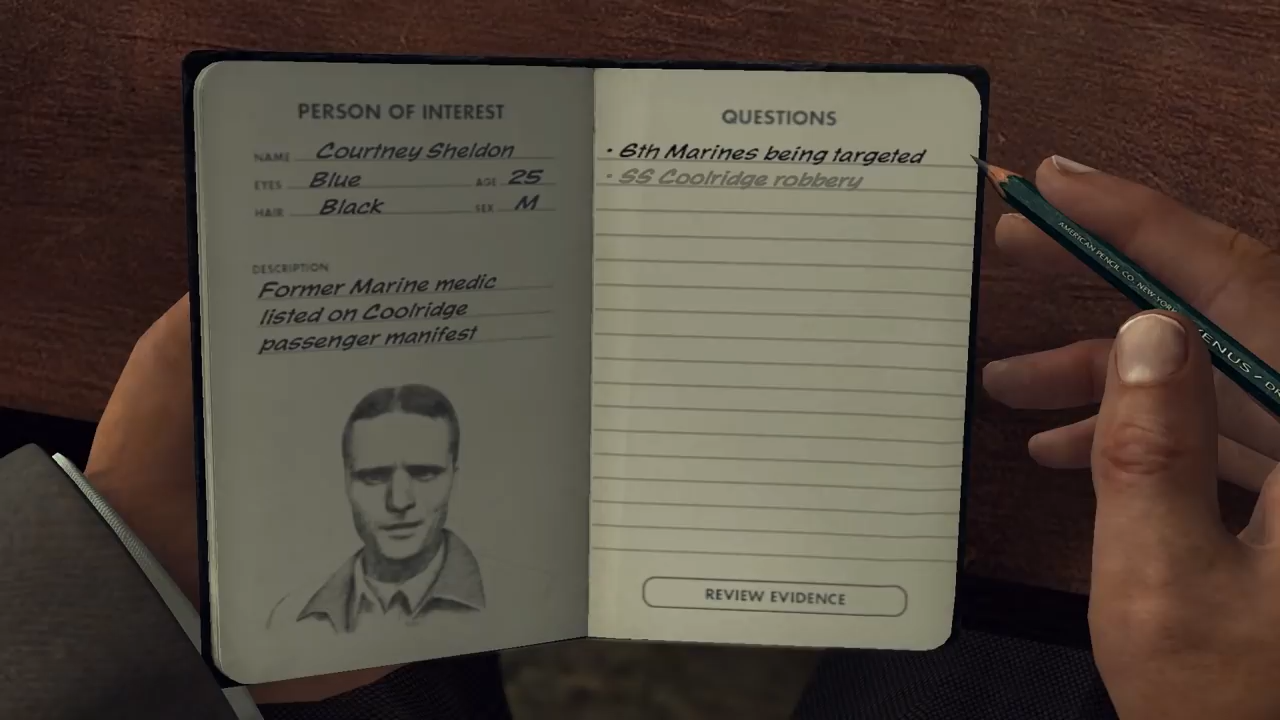 PERSON OF INTEREST
NAME Courtney Sheldon
EYES Blue AGE 25
HAIR Black SEX M
DESCRIPTION
Former Marine medic
listed on Coolridge
passenger manifest
QUESTIONS
• 6th Marines being targeted
• SS Coolridge robbery
REVIEW EVIDENCE
AMERICAN PENCIL CO. NEW YORK
VENUS / DR